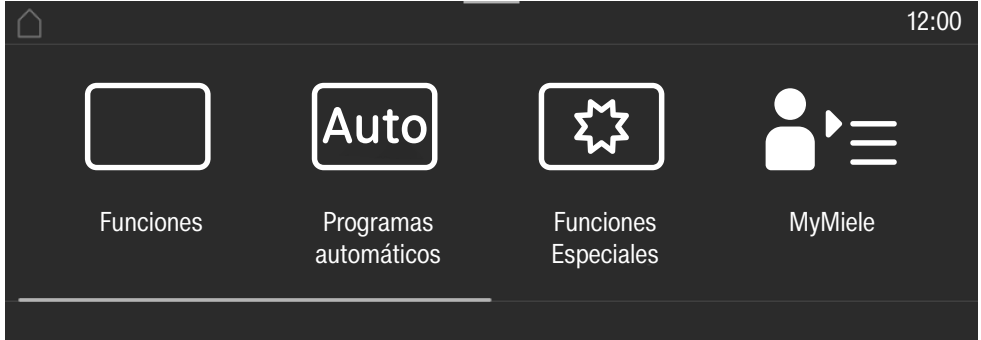 12:00
Auto
Funciones
Programas
automáticos
Funciones
Especiales
MyMiele